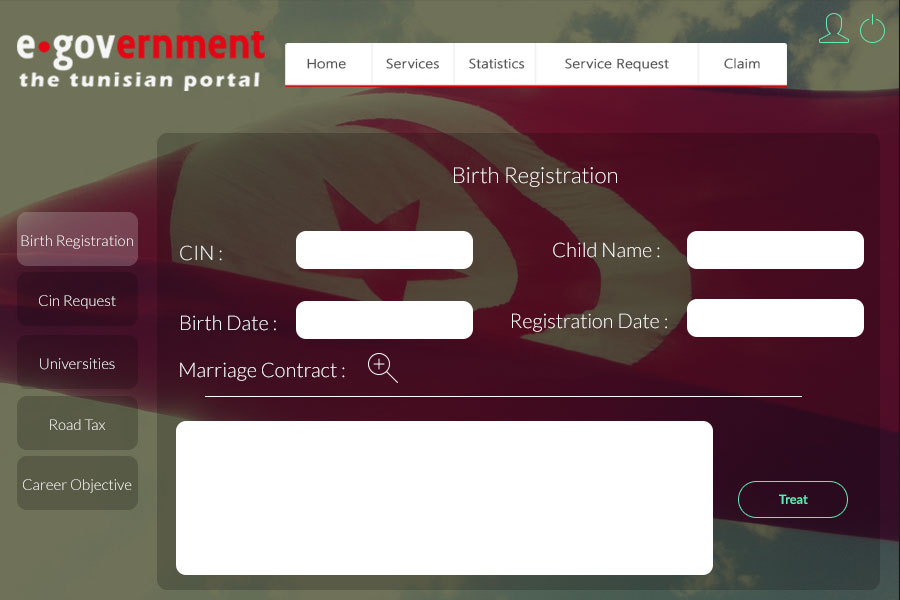 e•government
the tunisian portal
Home Services Statistics Service Request Claim
Birth Registration
Birth Registration
Cin Request
Universities
Road Tax
Career Objective
CIN :
Child Name :
Birth Date :
Registration Date :
Marriage Contract :
Treat